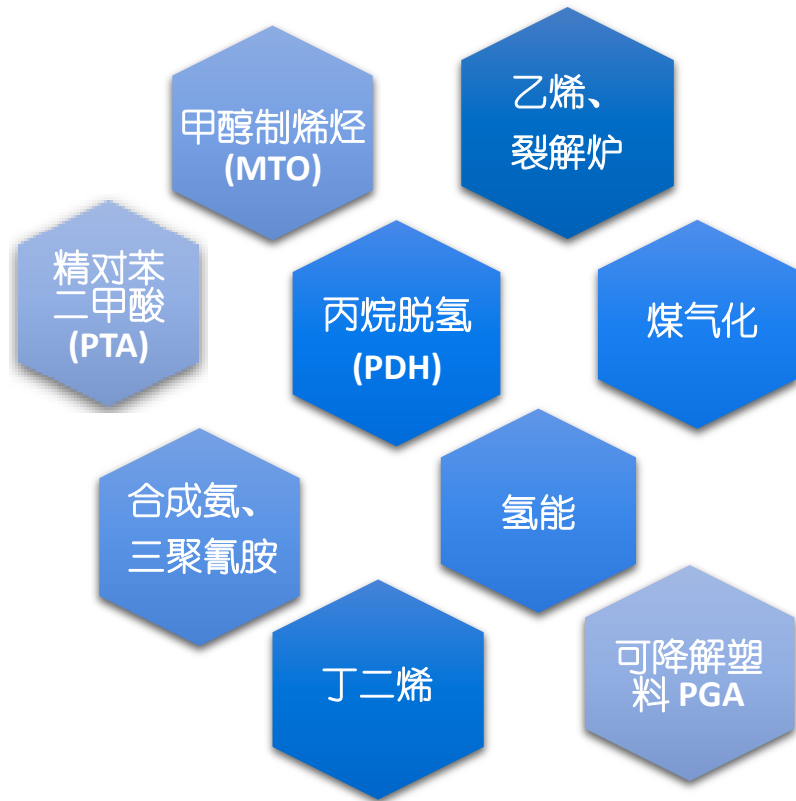 甲醇制烯烃
(MTO)
乙烯、
裂解炉
精对苯
二甲酸
(PTA)
丙烷脱氢
(PDH)
煤气化
合成氨、
三聚氰胺
氢能
丁二烯
可降解塑
料 PGA